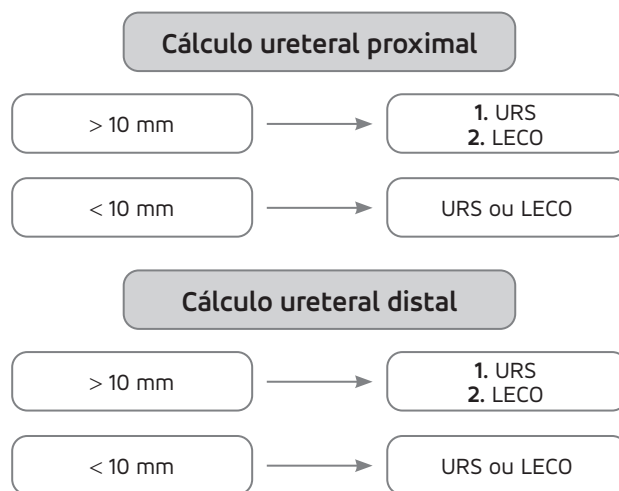 Cálculo ureteral proximal
> 10 mm
1. URS
2. LECO
< 10 mm
URS ou LECO
Cálculo ureteral distal
> 10 mm
1. URS
2. LECO
< 10 mm
URS ou LECO